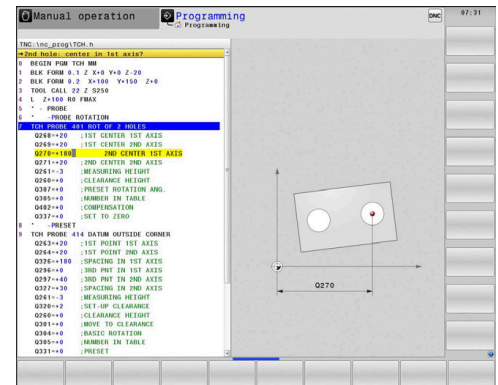 Manual operation
Programming
Programming
DNC
07:31
TNC:\nc_prog\TCH.h
→2nd hole: center in 1st axis?
0 BEGIN PGM TCH MM
1 BLK FORM 0.1 Z X+0 Y+0 Z-20
2 BLK FORM 0.2 X+100 Y+150 Z+0
3 TOOL CALL 22 Z S250
4 L Z+100 R0 FMAX
5 * - PROBE
6 * -PROBE ROTATION
7 TCH PROBE 401 ROT OF 2 HOLES
Q268=+20 ;1ST CENTER 1ST AXIS
Q269=+20 ;1ST CENTER 2ND AXIS
Q270=+180 2ND CENTER 1ST AXIS
Q271=+20 ;2ND CENTER 2ND AXIS
Q261=-3 ;MEASURING HEIGHT
Q260=+0 ;CLEARANCE HEIGHT
Q307=+0 ;PRESET ROTATION ANG.
Q305=+0 ;NUMBER IN TABLE
Q402=+0 ;COMPENSATION
Q337=+0 ;SET TO ZERO
8 * -PRESET
9 TCH PROBE 414 DATUM OUTSIDE CORNER
Q263=+20 ;1ST POINT 1ST AXIS
Q264=+20 ;1ST POINT 2ND AXIS
Q326=+180 ;SPACING IN 1ST AXIS
Q296=+0 ;3RD PNT IN 1ST AXIS
Q297=+40 ;3RD PNT IN 2ND AXIS
Q327=+30 ;SPACING IN 2ND AXIS
Q261=-3 ;MEASURING HEIGHT
Q320=+2 ;SET-UP CLEARANCE
Q260=+0 ;CLEARANCE HEIGHT
Q301=+0 ;MOVE TO CLEARANCE
Q304=+0 ;BASIC ROTATION
Q305=+0 ;NUMBER IN TABLE
Q331=+0 ;PRESET
Q270